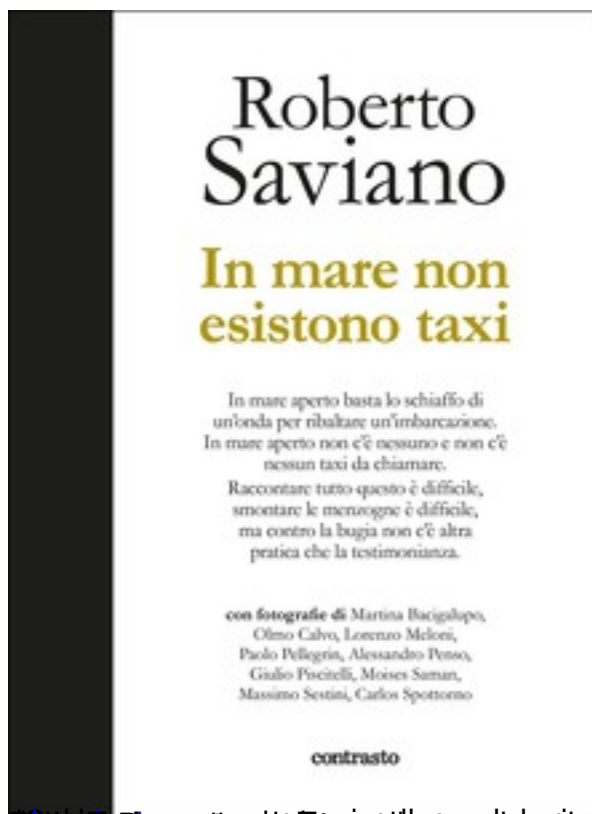 Roberto
Saviano
In mare non
esistono taxi
In mare aperto basta lo schiaffo di
un'onda per ribaltare un'imbarcazione.
In mare aperto non c'è nessuno e non c'è
nessun taxi da chiamare.
Raccontare tutto questo è difficile,
smontare le menzogne è difficile,
ma contro la bugia non c'è altra
pratica che la testimonianza.
con fotografie di Martina Bacigalupo,
Olmo Calvo, Lorenzo Meloni,
Paolo Pellegrin, Alessandro Penso,
Giulio Piscitelli, Moises Saman,
Massimo Sestini, Carlos Spottorno
contrasto